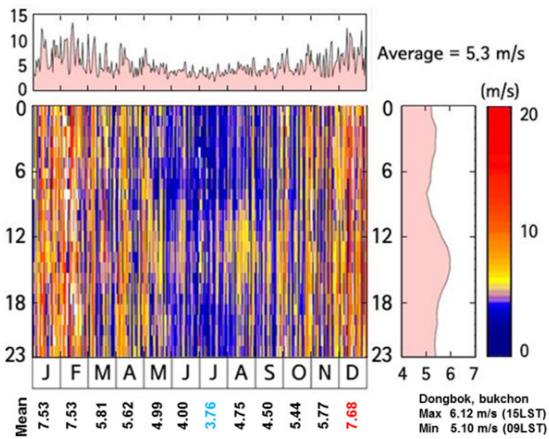 15
10
5
0
Average = 5.3 m/s
(m/s)
0
6
12
18
23
0
6
12
18
23
20
10
0
J F M A M J J A S O N D
4 5 6 7
Mean 7.53 7.53 5.81 5.62 4.99 4.00 3.76 4.75 4.50 5.44 5.77 7.68
Dongbok, bukchon
Max 6.12 m/s (15LST)
Min 5.10 m/s (09LST)